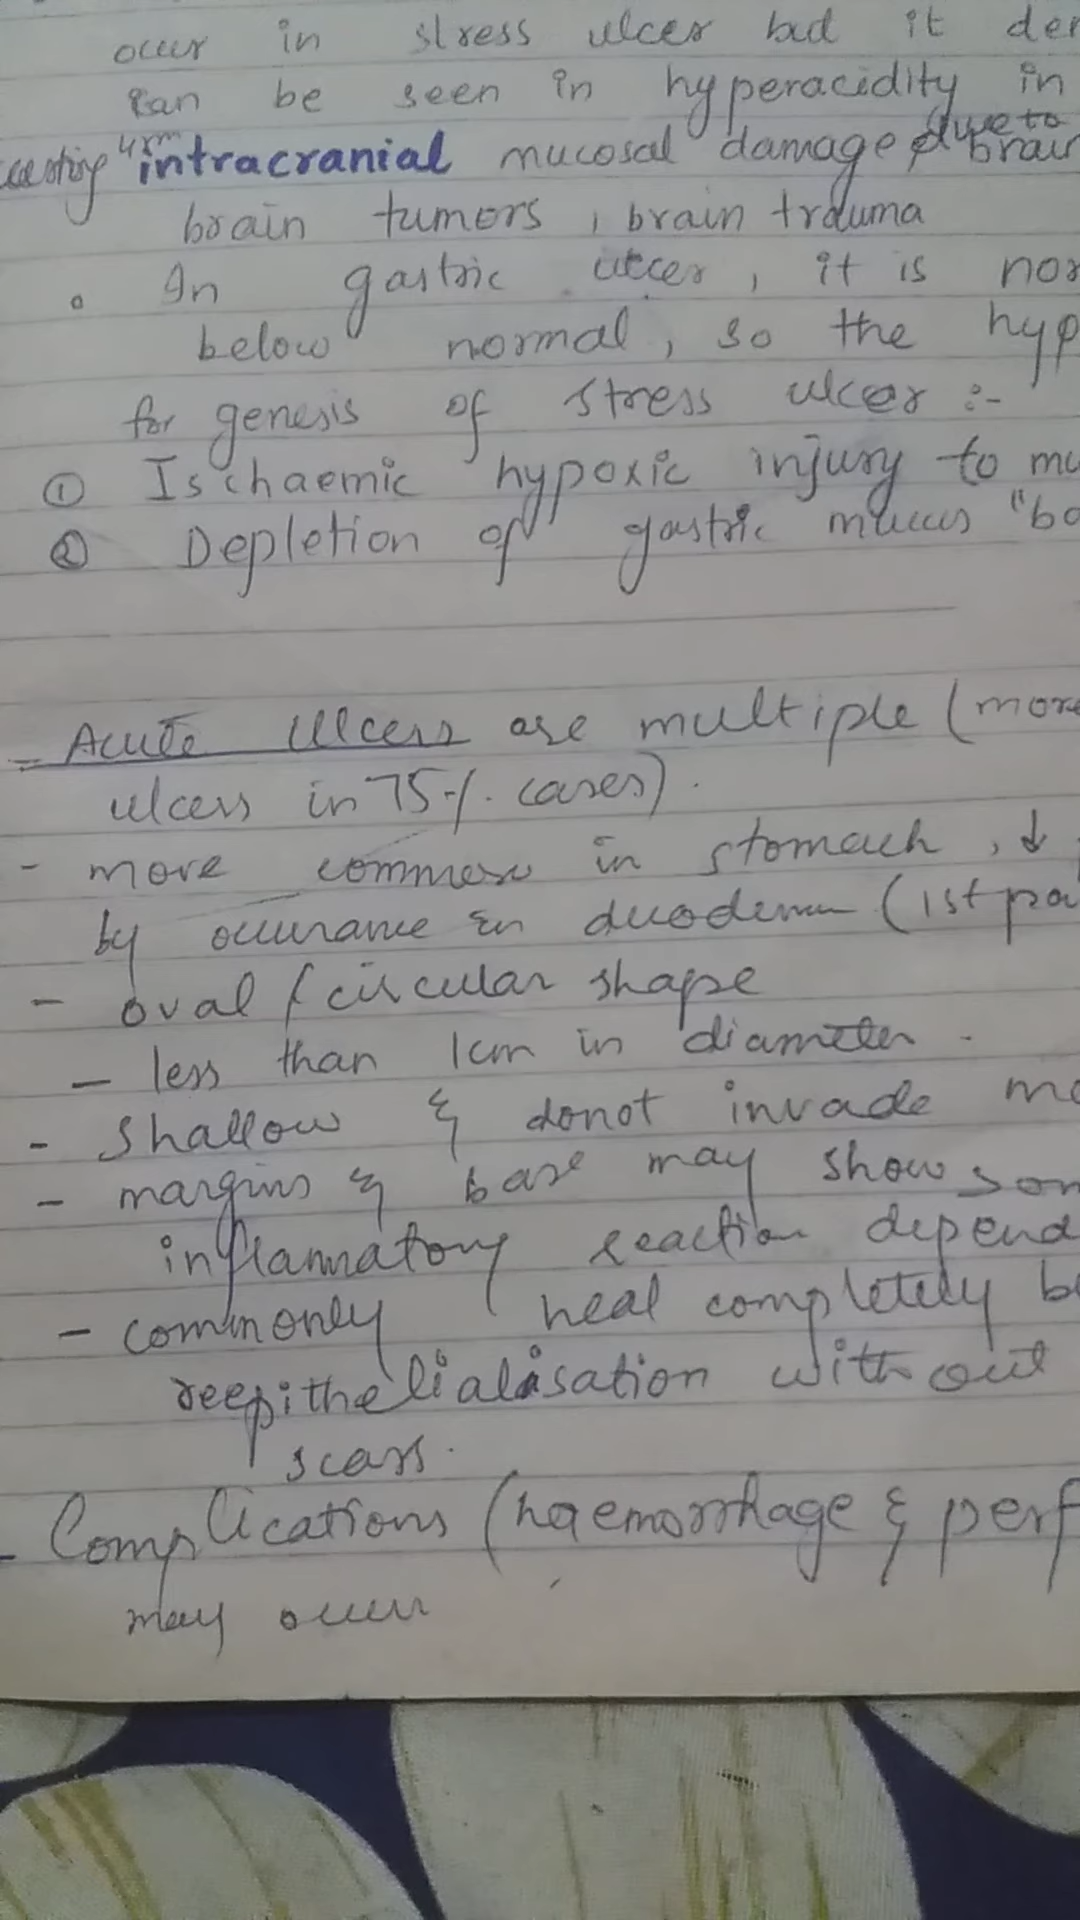 occur in stress ulcer but it der
can be seen in hyperacidity in
due to
"intracranial mucosal damage brain
brain tumors, brain trauma
In gastric ulcer, it is nor
below normal, so the hyp
for genesis of stress ulcer :-
① Ischaemic hypoxic injury to mu
② Depletion of gastric mucus "ba
- Acute Ulcers are multiple (more
ulcers in 75-/. cases).
- more common in stomach, ↓
by occurance in duodenum (1st pa
- oval / circular shape
- less than 1cm in diameter -
- Shallow & donot invade mo
- margins & base may show som
inflammatory reaction depend
- commonly heal completely b
reepithelialisation without
scars.
- Complications (haemorrhage & perf
may occur